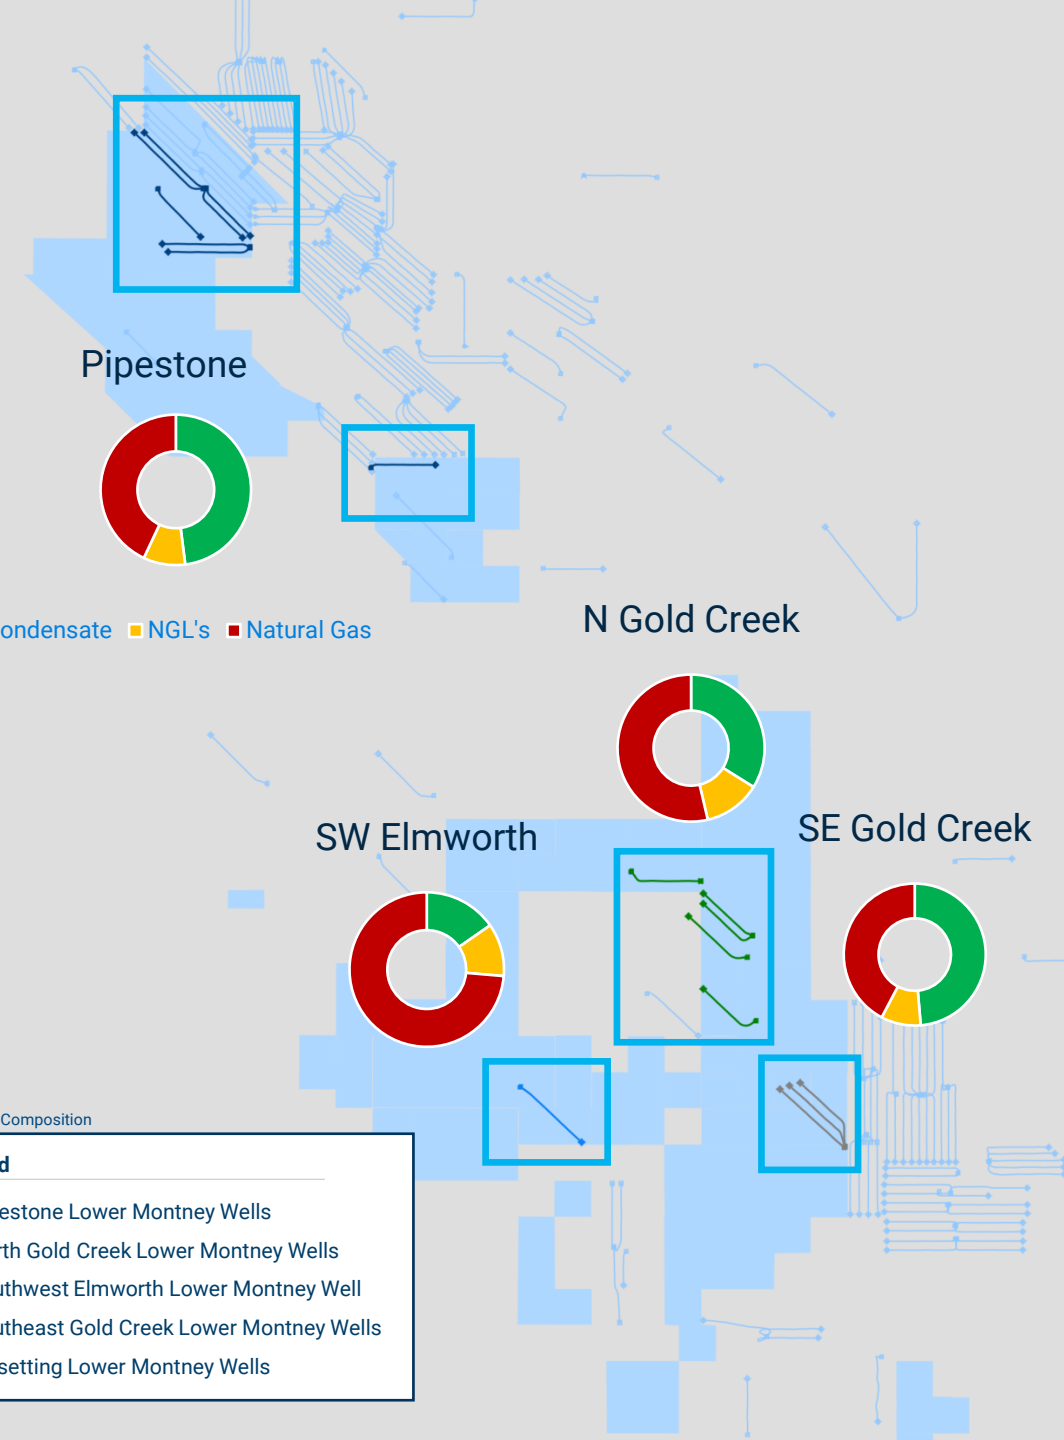 Pipestone
ondensate NGL's Natural Gas
N Gold Creek
SW Elmworth
SE Gold Creek
Composition
d
estone Lower Montney Wells
rth Gold Creek Lower Montney Wells
uthwest Elmworth Lower Montney Well
utheast Gold Creek Lower Montney Wells
setting Lower Montney Wells